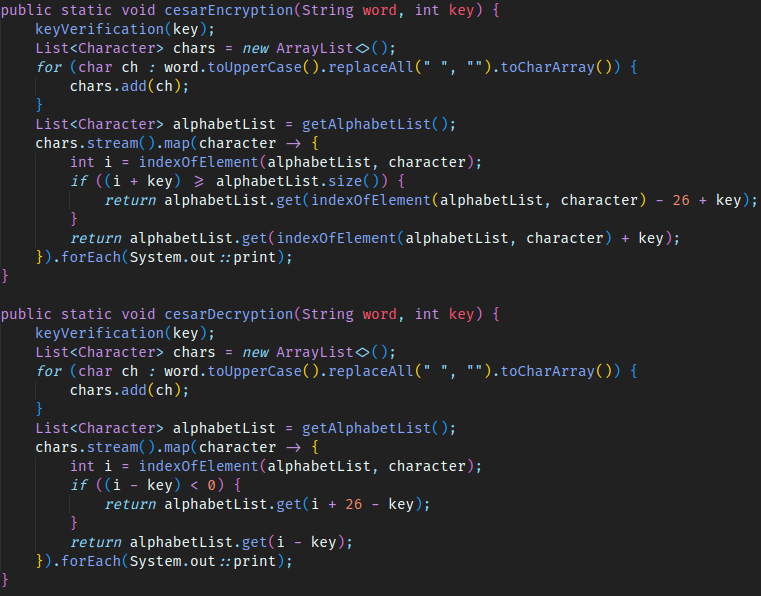 public static void cesarEncryption(String word, int key) {
    keyVerification(key);
    List<Character> chars = new ArrayList<>();
    for (char ch : word.toUpperCase().replaceAll(" ", "").toCharArray()) {
        chars.add(ch);
    }
    List<Character> alphabetList = getAlphabetList();
    chars.stream().map(character -> {
        int i = indexOfElement(alphabetList, character);
        if ((i + key) >= alphabetList.size()) {
            return alphabetList.get(indexOfElement(alphabetList, character) - 26 + key);
        }
        return alphabetList.get(indexOfElement(alphabetList, character) + key);
    }).forEach(System.out::print);
}

public static void cesarDecryption(String word, int key) {
    keyVerification(key);
    List<Character> chars = new ArrayList<>();
    for (char ch : word.toUpperCase().replaceAll(" ", "").toCharArray()) {
        chars.add(ch);
    }
    List<Character> alphabetList = getAlphabetList();
    chars.stream().map(character -> {
        int i = indexOfElement(alphabetList, character);
        if ((i - key) < 0) {
            return alphabetList.get(i + 26 - key);
        }
        return alphabetList.get(i - key);
    }).forEach(System.out::print);
}